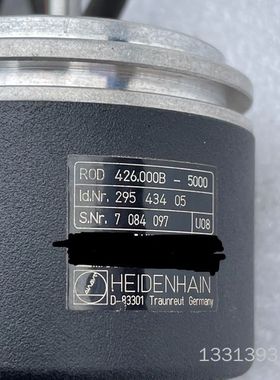 ROD 426.000B - 5000
Id.Nr. 295 434 05
S.Nr. 7 084 097 U08
HEIDENHAIN
D-83301 Traunreut Germany
1331393